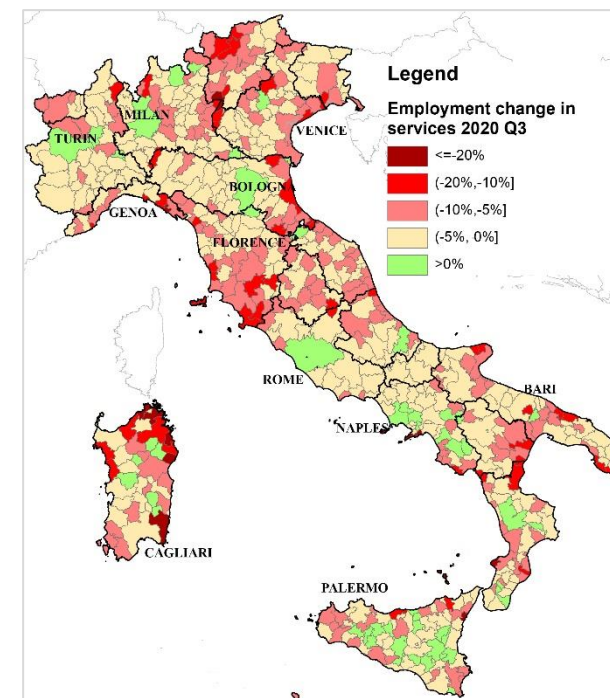 Legend
Employment change in
services 2020 Q3
<=-20%
(-20%,-10%]
(-10%,-5%]
(-5%, 0%]
>0%
MILAN
TURIN
VENICE
BOLOGNA
GENOA
FLORENCE
ROME
BARI
NAPLES
CAGLIARI
PALERMO